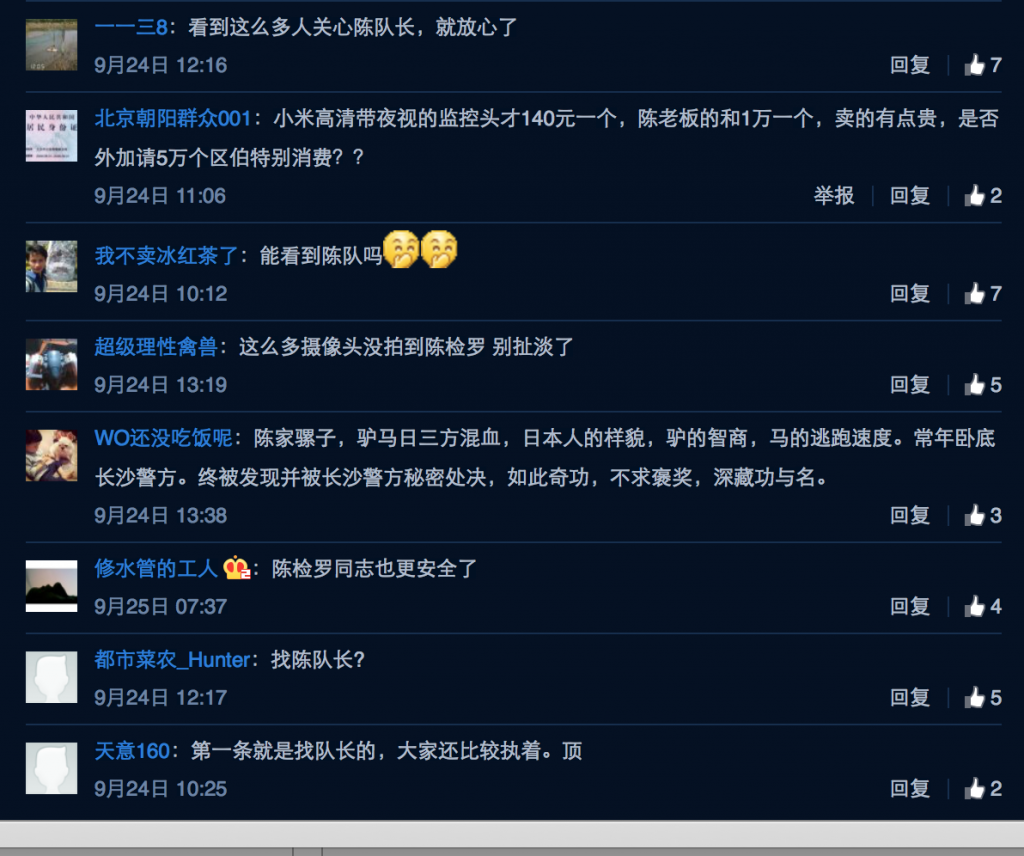 一一三8：看到这么多人关心陈队长，就放心了
9月24日 12:16 回复 7
北京朝阳群众001：小米高清带夜视的监控头才140元一个，陈老板的和1万一个，卖的有点贵，是否
外加请5万个区伯特别消费？？
9月24日 11:06 举报 回复 2
我不卖冰红茶了：能看到陈队吗
9月24日 10:12 回复 7
超级理性禽兽：这么多摄像头没拍到陈检罗 别扯淡了
9月24日 13:19 回复 5
WO还没吃饭呢：陈家骡子，驴马日三方混血，日本人的样貌，驴的智商，马的逃跑速度。常年卧底
长沙警方。终被发现并被长沙警方秘密处决，如此奇功，不求褒奖，深藏功与名。
9月24日 13:38 回复 3
修水管的工人：陈检罗同志也更安全了
9月25日 07:37 回复 4
都市菜农_Hunter：找陈队长?
9月24日 12:17 回复 5
天意160：第一条就是找队长的，大家还比较执着。顶
9月24日 10:25 回复 2